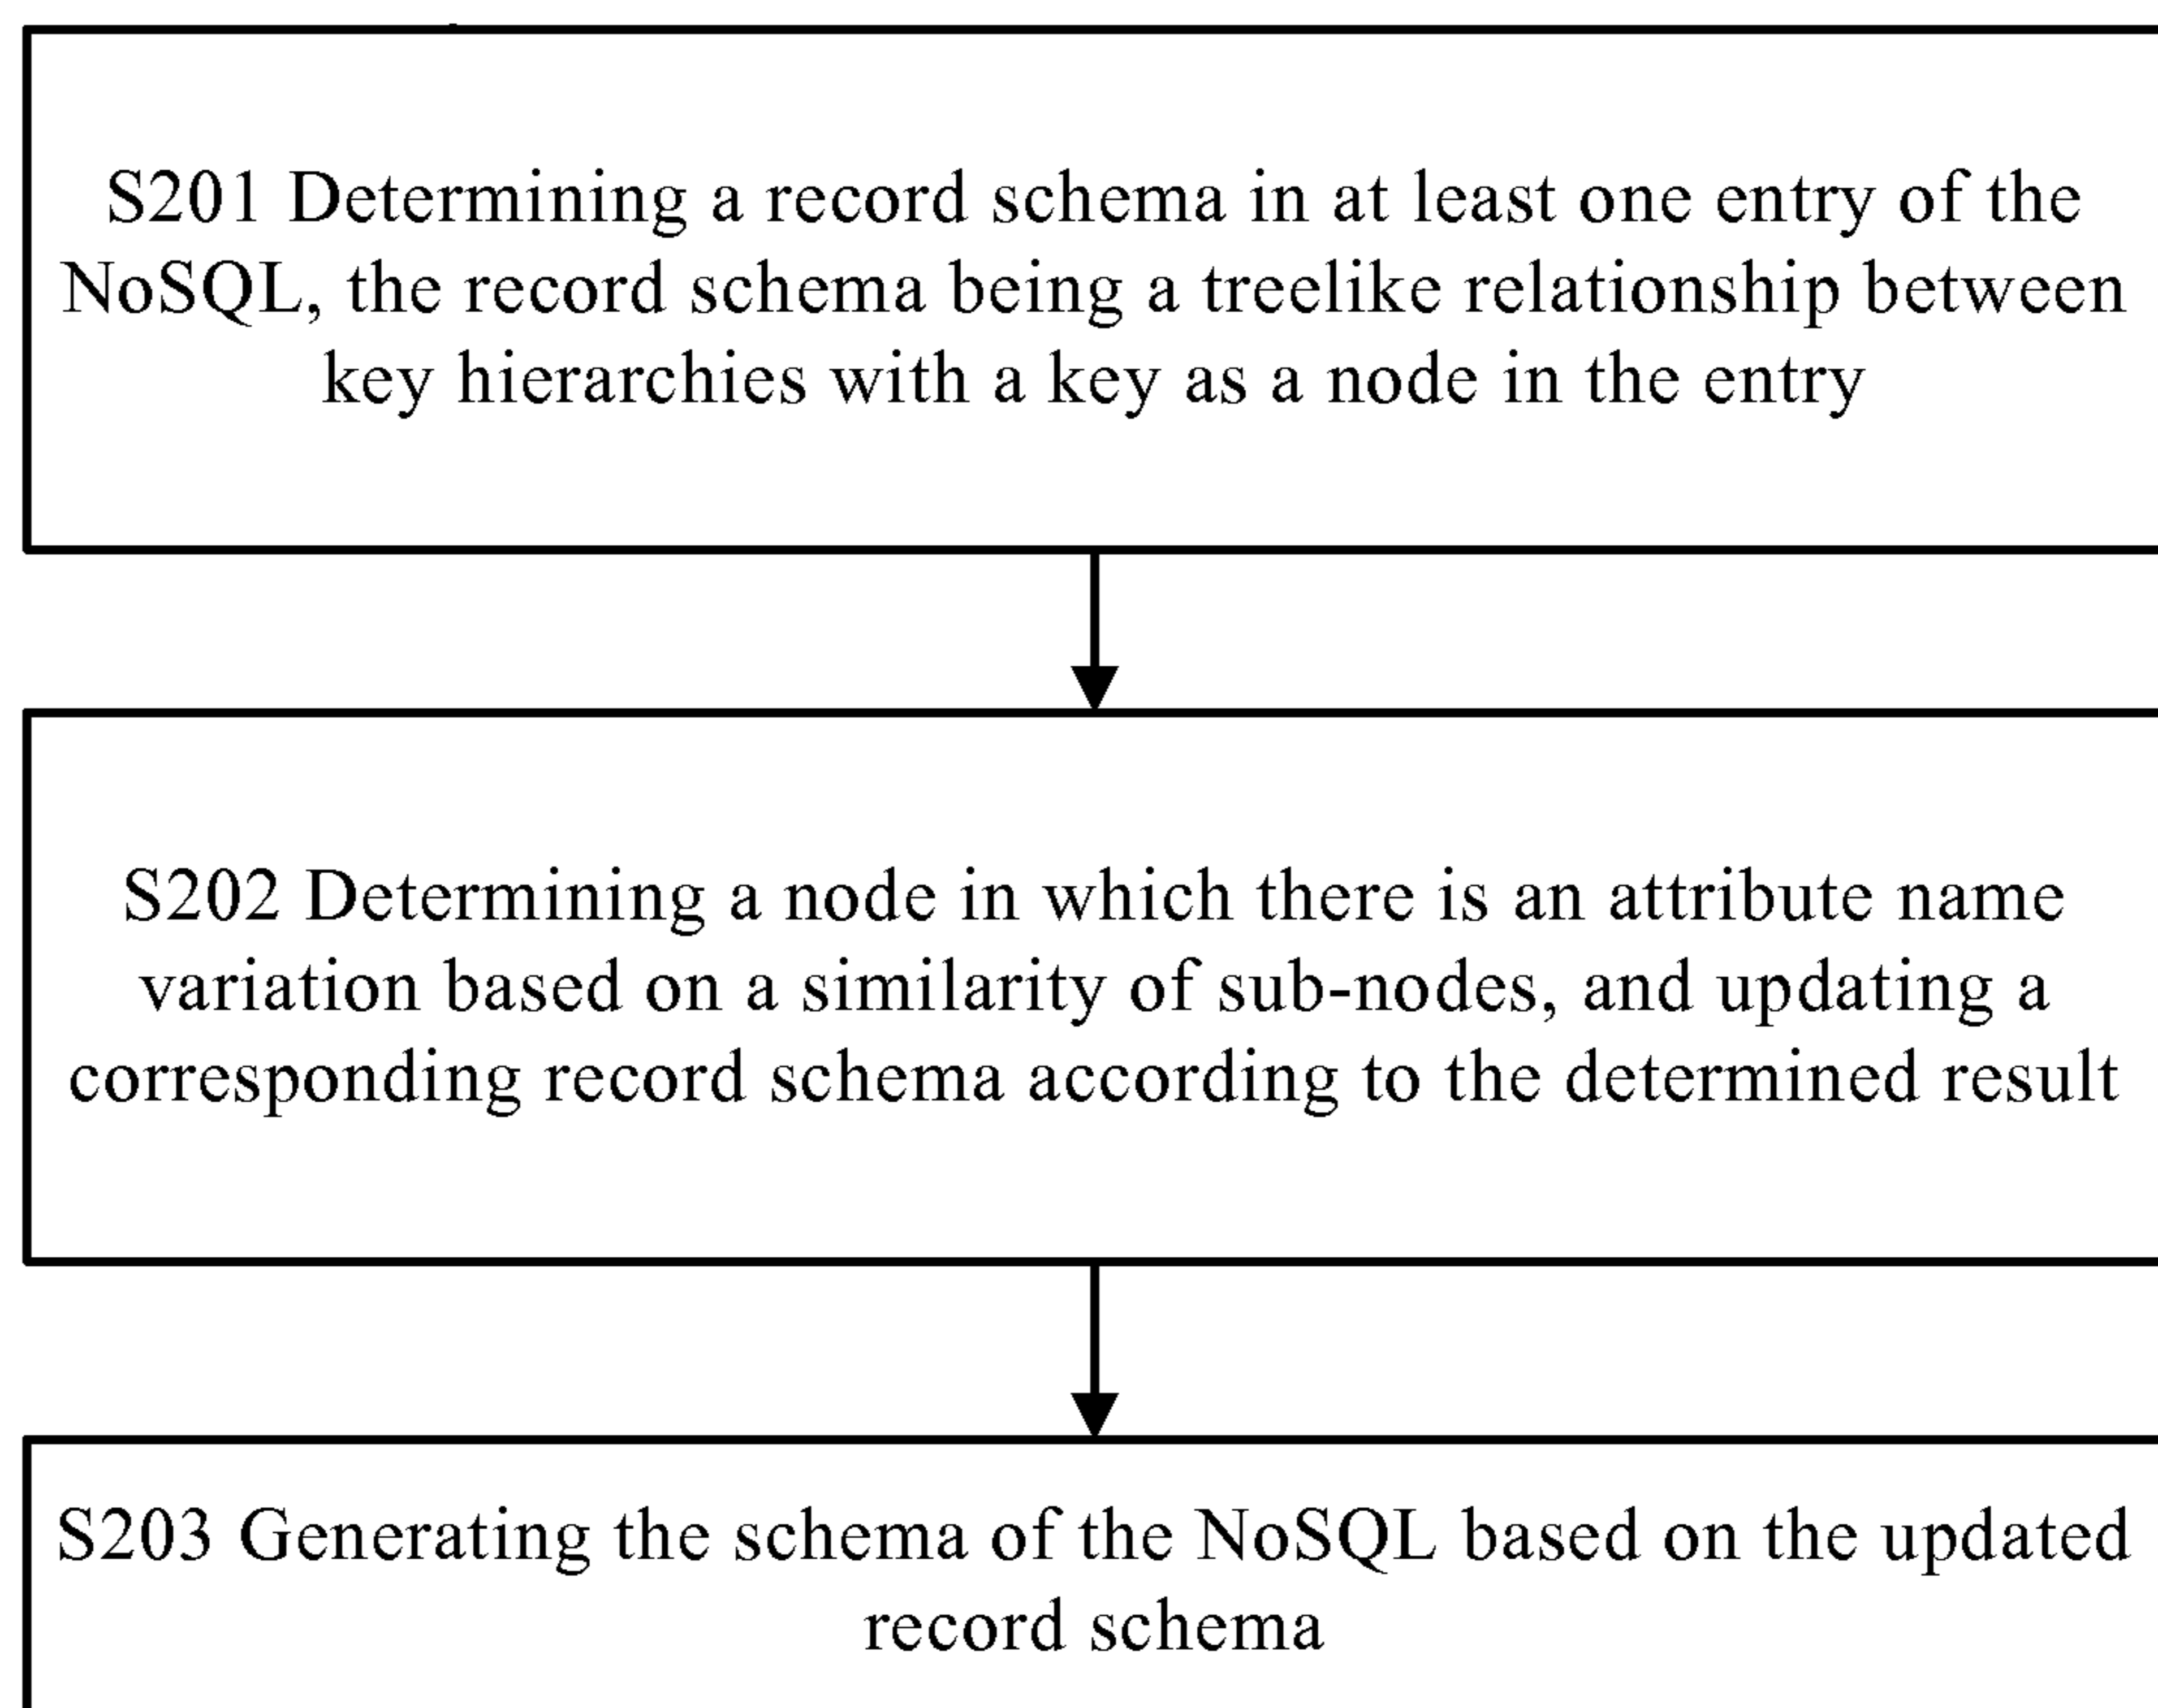 S201 Determining a record schema in at least one entry of the
NoSQL, the record schema being a treelike relationship between
key hierarchies with a key as a node in the entry
S202 Determining a node in which there is an attribute name
variation based on a similarity of sub-nodes, and updating a
corresponding record schema according to the determined result
S203 Generating the schema of the NoSQL based on the updated
record schema